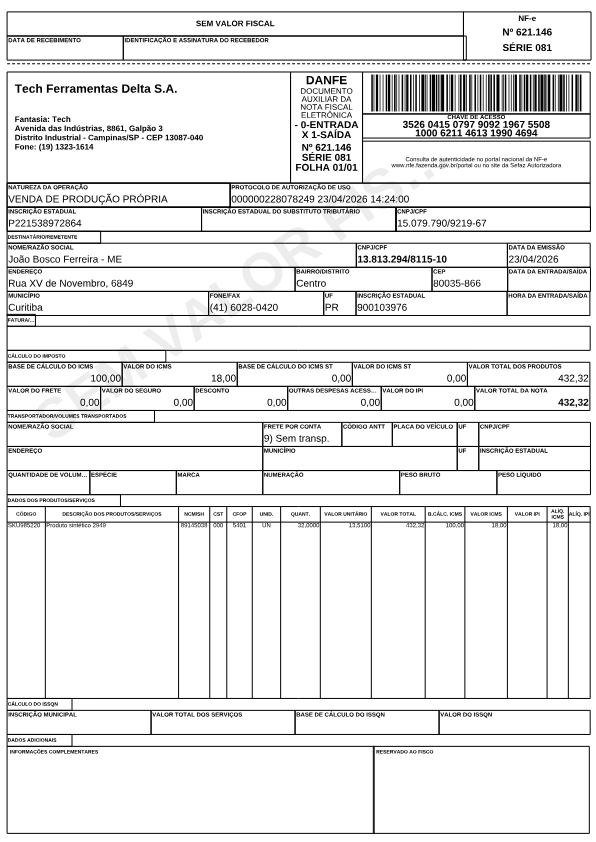 SEM VALOR FISCAL
DATA DE RECEBIMENTO
IDENTIFICAÇÃO E ASSINATURA DO RECEBEDOR
NF-e
Nº 621.146
SÉRIE 081
Tech Ferramentas Delta S.A.
Fantasia: Tech
Avenida das Indústrias, 8861, Galpão 3
Distrito Industrial - Campinas/SP - CEP 13087-040
Fone: (19) 1323-1614
DANFE
DOCUMENTO
AUXILIAR DA
NOTA FISCAL
ELETRÔNICA
- 0-ENTRADA
X 1-SAÍDA
Nº 621.146
SÉRIE 081
FOLHA 01/01
CHAVE DE ACESSO
3526 0415 0797 9092 1967 5508
1000 6211 4613 1990 4694
Consulta de autenticidade no portal nacional da NF-e
www.nfe.fazenda.gov.br/portal ou no site da Sefaz Autorizadora
NATUREZA DA OPERAÇÃO PROTOCOLO DE AUTORIZAÇÃO DE USO
VENDA DE PRODUÇÃO PRÓPRIA 000000228078249 23/04/2026 14:24:00
INSCRIÇÃO ESTADUAL INSCRIÇÃO ESTADUAL DO SUBSTITUTO TRIBUTÁRIO CNPJ/CPF
P221538972864 15.079.790/9219-67
DESTINATÁRIO/REMETENTE
NOME/RAZÃO SOCIAL CNPJ/CPF DATA DA EMISSÃO
João Bosco Ferreira - ME 13.813.294/8115-10 23/04/2026
ENDEREÇO BAIRRO/DISTRITO CEP DATA DA ENTRADA/SAÍDA
Rua XV de Novembro, 6849 Centro 80035-866
MUNICÍPIO FONE/FAX UF INSCRIÇÃO ESTADUAL HORA DA ENTRADA/SAÍDA
Curitiba (41) 6028-0420 PR 900103976
FATURA/...
CÁLCULO DO IMPOSTO
BASE DE CÁLCULO DO ICMS VALOR DO ICMS BASE DE CÁLCULO DO ICMS ST VALOR DO ICMS ST VALOR TOTAL DOS PRODUTOS
100,00 18,00 0,00 0,00 432,32
VALOR DO FRETE VALOR DO SEGURO DESCONTO OUTRAS DESPESAS ACESS... VALOR DO IPI VALOR TOTAL DA NOTA
0,00 0,00 0,00 0,00 0,00 432,32
TRANSPORTADOR/VOLUMES TRANSPORTADOS
NOME/RAZÃO SOCIAL FRETE POR CONTA CÓDIGO ANTT PLACA DO VEÍCULO UF CNPJ/CPF
9) Sem transp.
ENDEREÇO MUNICÍPIO UF INSCRIÇÃO ESTADUAL
QUANTIDADE DE VOLUM... ESPÉCIE MARCA NUMERAÇÃO PESO BRUTO PESO LÍQUIDO
DADOS DOS PRODUTOS/SERVIÇOS
CÓDIGO DESCRIÇÃO DOS PRODUTOS/SERVIÇOS NCM/SH CST CFOP UNID. QUANT. VALOR UNITÁRIO VALOR TOTAL B.CÁLC. ICMS VALOR ICMS VALOR IPI ALÍQ. ICMS ALÍQ. IPI
SKU985220 Produto sintético 2949 89145038 000 5401 UN 32,0000 13,5100 432,32 100,00 18,00 18,00
CÁLCULO DO ISSQN
INSCRIÇÃO MUNICIPAL VALOR TOTAL DOS SERVIÇOS BASE DE CÁLCULO DO ISSQN VALOR DO ISSQN
DADOS ADICIONAIS
INFORMAÇÕES COMPLEMENTARES RESERVADO AO FISCO
SEM VALOR FIS...